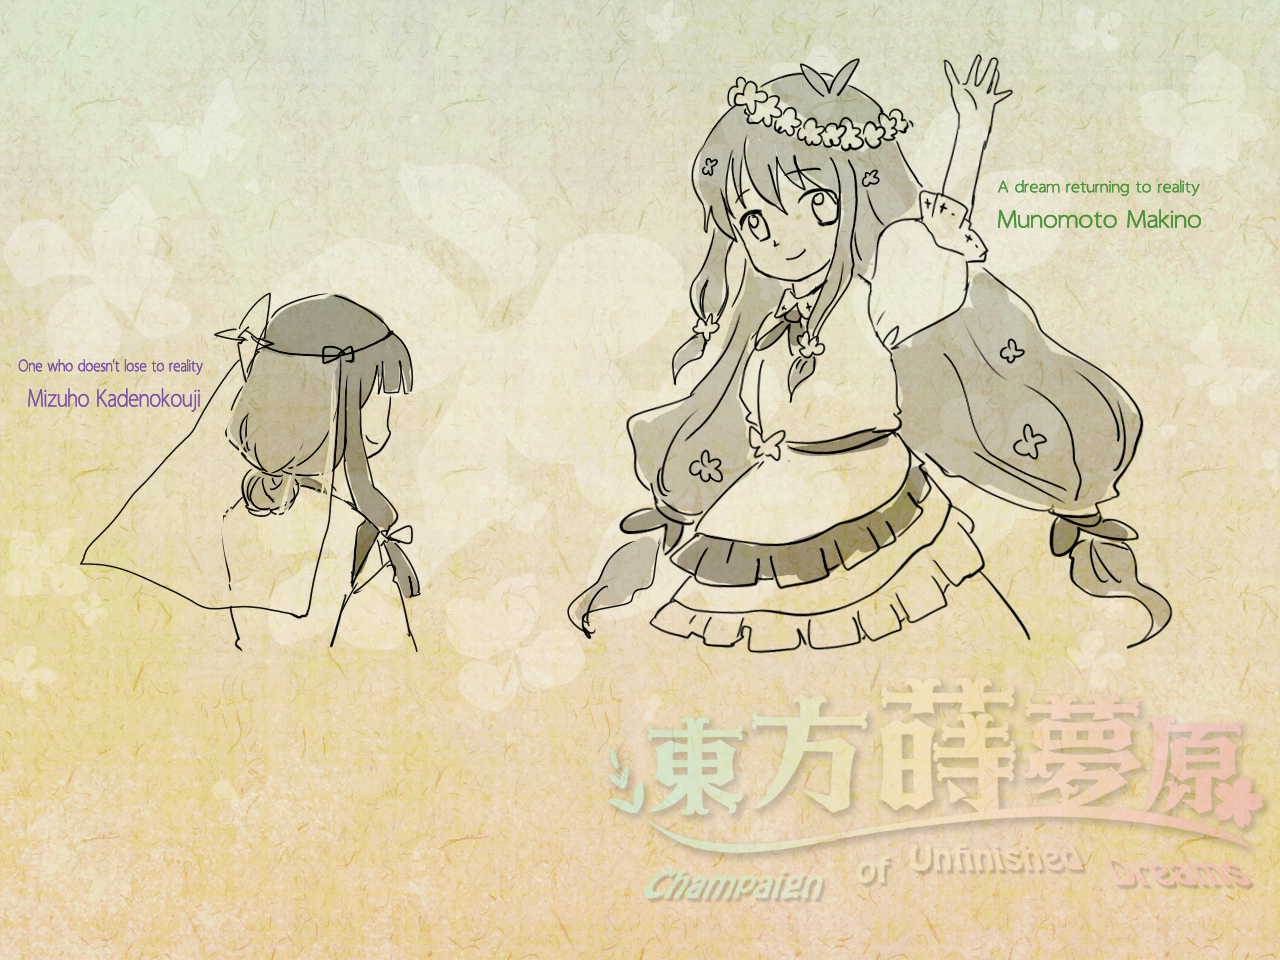 A dream returning to reality
Munomoto Makino
One who doesn't lose to reality
Mizuho Kadenokouji
東方蒔夢原
Champaign of Unfinished Dreams